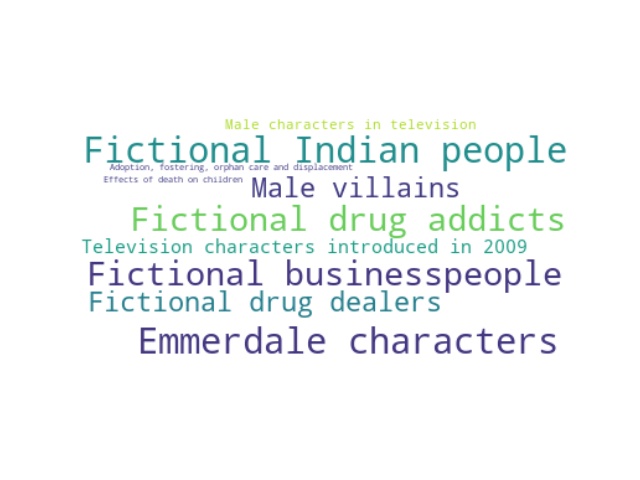 Male characters in television
Fictional Indian people
Adoption, fostering, orphan care and displacement
Effects of death on children
Male villains
Fictional drug addicts
Television characters introduced in 2009
Fictional businesspeople
Fictional drug dealers
Emmerdale characters